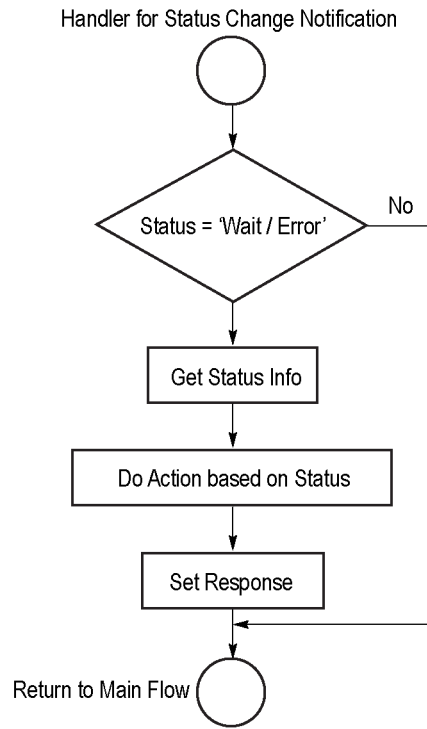 Handler for Status Change Notification
Status = ‘Wait / Error’
No
Get Status Info
Do Action based on Status
Set Response
Return to Main Flow